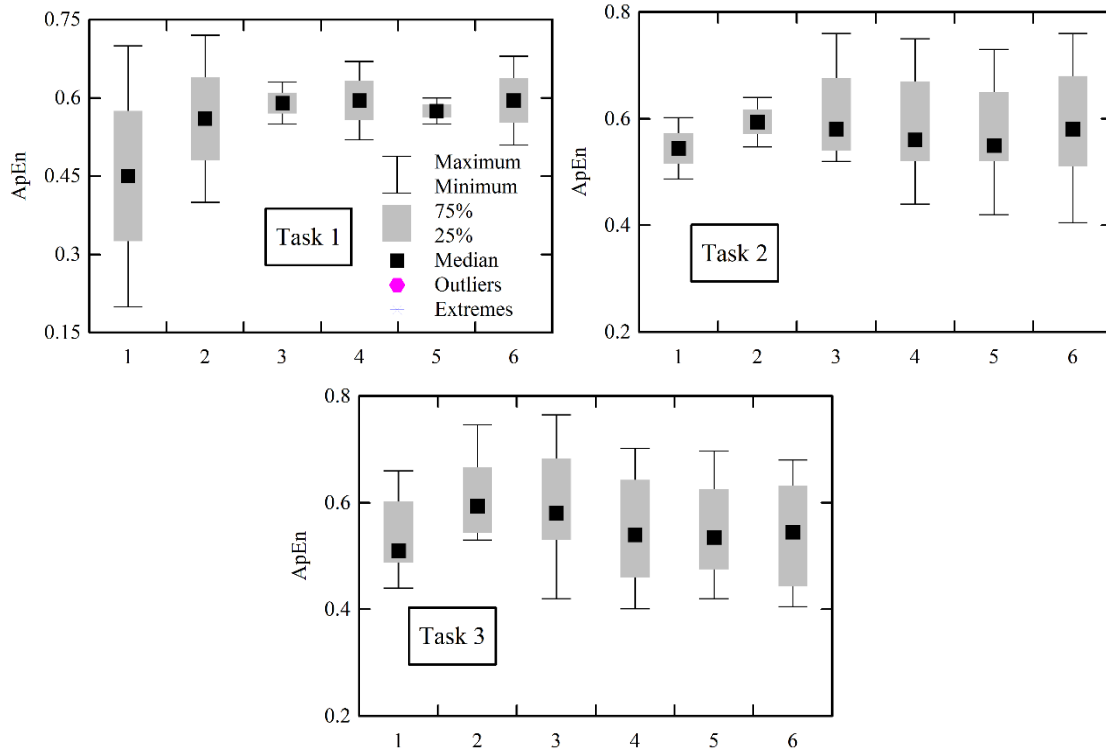 0.75
0.6
0.45
0.3
0.15
ApEn
Task 1
Maximum
Minimum
75%
25%
Median
Outliers
Extremes
1 2 3 4 5 6
0.8
0.6
0.4
0.2
ApEn
Task 2
1 2 3 4 5 6
0.8
0.6
0.4
0.2
ApEn
Task 3
1 2 3 4 5 6